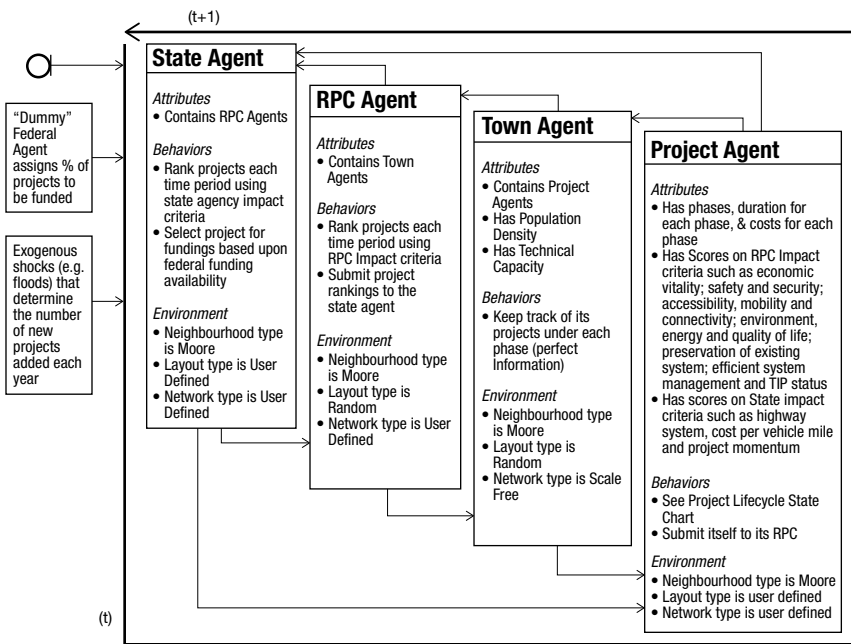 (t+1)
"Dummy"
Federal
Agent
assigns % of
projects to
be funded
Exogenous
shocks (e.g.
floods) that
determine
the number
of new
projects
added each
year
(t)
State Agent
Attributes
• Contains RPC Agents
Behaviors
• Rank projects each
time period using
state agency impact
criteria
• Select project for
fundings based upon
federal funding
availability
Environment
• Neighbourhood type
is Moore
• Layout type is User
Defined
• Network type is User
Defined
RPC Agent
Attributes
• Contains Town
Agents
Behaviors
• Rank projects each
time period using
RPC Impact criteria
• Submit project
rankings to the
state agent
Environment
• Neighbourhood type
is Moore
• Layout type is
Random
• Network type is User
Defined
Town Agent
Attributes
• Contains Project
Agents
• Has Population
Density
• Has Technical
Capacity
Behaviors
• Keep track of its
projects under each
phase (perfect
Information)
Environment
• Neighbourhood type
is Moore
• Layout type is
Random
• Network type is Scale
Free
Project Agent
Attributes
• Has phases, duration for
each phase, & costs for each
phase
• Has Scores on RPC Impact
criteria such as economic
vitality; safety and security;
accessibility, mobility and
connectivity; environment,
energy and quality of life;
preservation of existing
system; efficient system
management and TIP status
• Has scores on State impact
criteria such as highway
system, cost per vehicle mile
and project momentum
Behaviors
• See Project Lifecycle State
Chart
• Submit itself to its RPC
Environment
• Neighbourhood type is Moore
• Layout type is user defined
• Network type is user defined